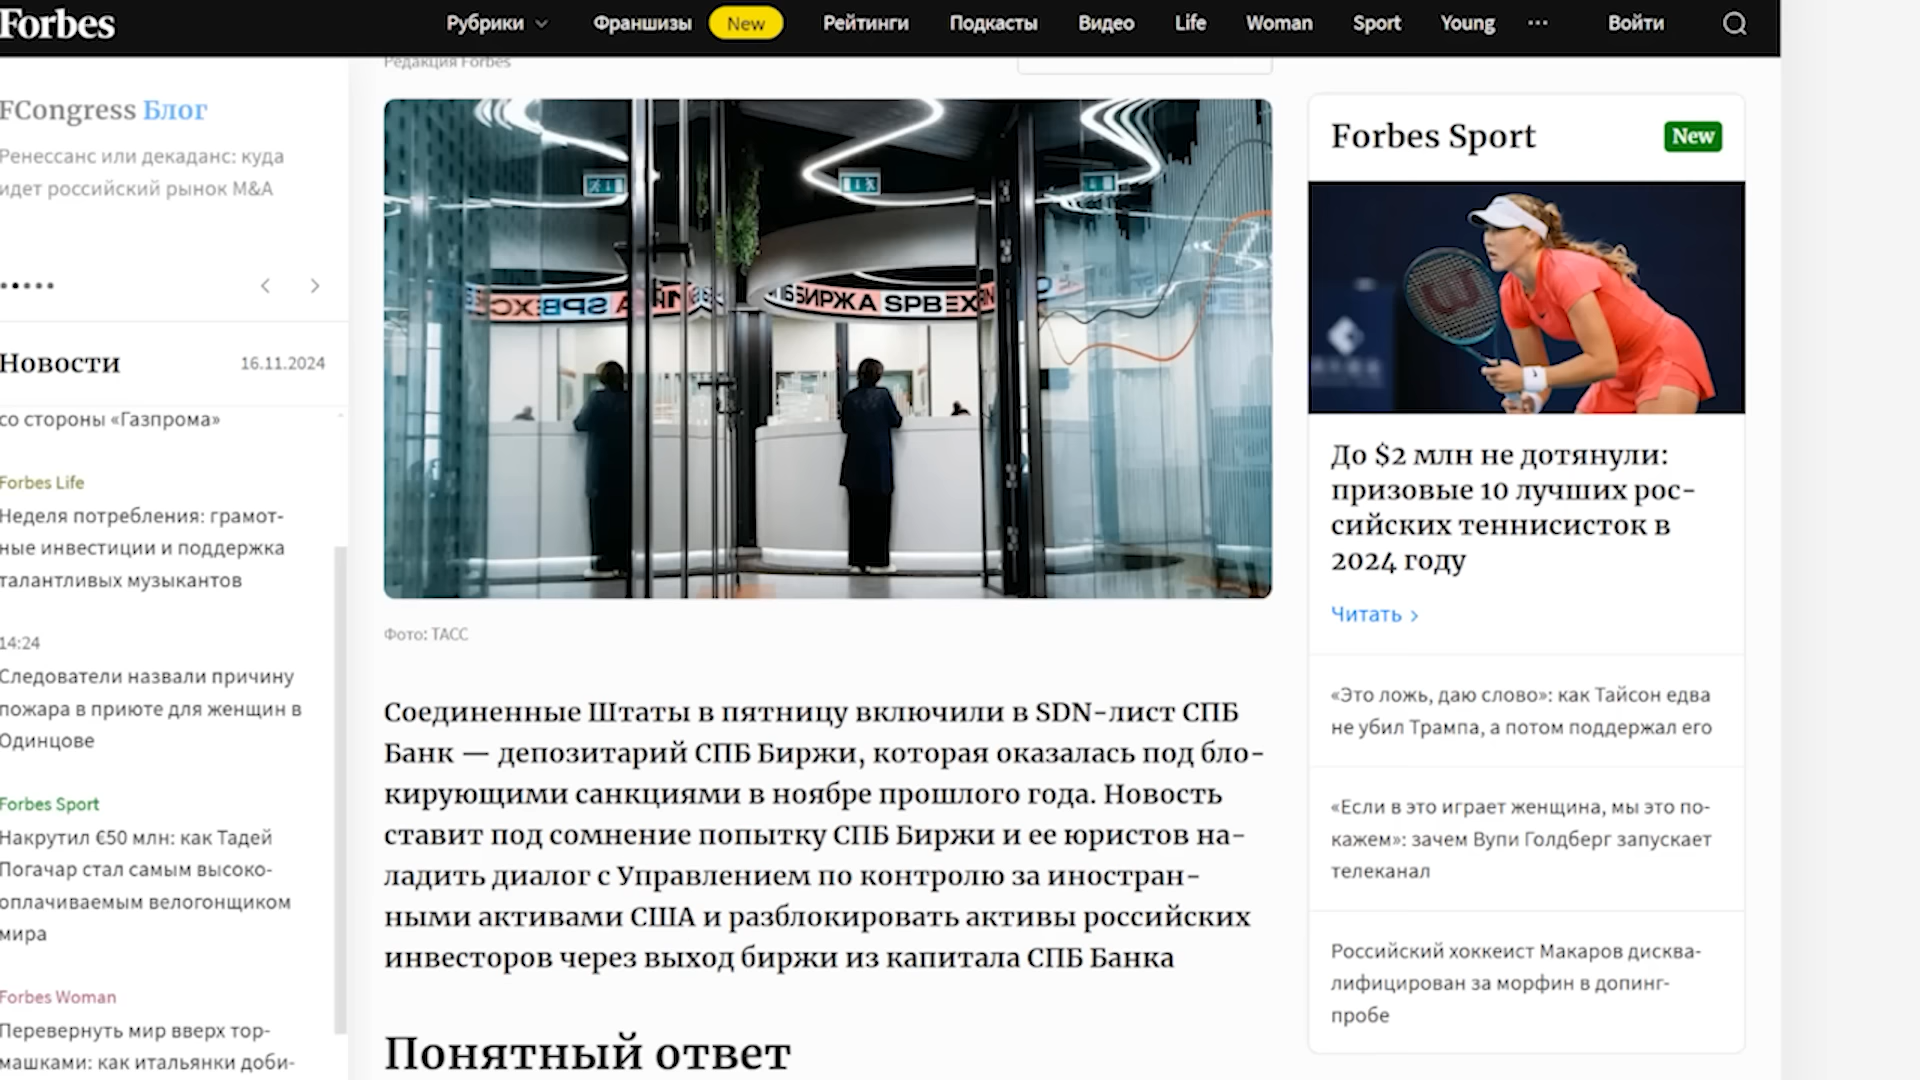 Forbes
Рубрики
Франшизы
New
Рейтинги
Подкасты
Видео
Life
Woman
Sport
Young
Войти
FCongress Блог
Ренессанс или декаданс: куда
идет российский рынок M&A
Новости
16.11.2024
со стороны «Газпрома»
Forbes Life
Неделя потребления: грамот-
ные инвестиции и поддержка
талантливых музыкантов
14:24
Следователи назвали причину
пожара в приюте для женщин в
Одинцове
Forbes Sport
Накрутил €50 млн: как Тадей
Погачар стал самым высоко-
оплачиваемым велогонщиком
мира
Forbes Woman
Перевернуть мир вверх тор-
машками: как итальянки доби-
Редакция Forbes
БИРЖА SPBEX
Фото: ТАСС
Соединенные Штаты в пятницу включили в SDN-лист СПБ
Банк — депозитарий СПБ Биржи, которая оказалась под бло-
кирующими санкциями в ноябре прошлого года. Новость
ставит под сомнение попытку СПБ Биржи и ее юристов на-
ладить диалог с Управлением по контролю за иностран-
ными активами США и разблокировать активы российских
инвесторов через выход биржи из капитала СПБ Банка
Понятный ответ
Forbes Sport
New
До $2 млн не дотянули:
призовые 10 лучших рос-
сийских теннисисток в
2024 году
Читать
«Это ложь, даю слово»: как Тайсон едва
не убил Трампа, а потом поддержал его
«Если в это играет женщина, мы это по-
кажем»: зачем Вупи Голдберг запускает
телеканал
Российский хоккеист Макаров дисква-
лифицирован за морфин в допинг-
пробе